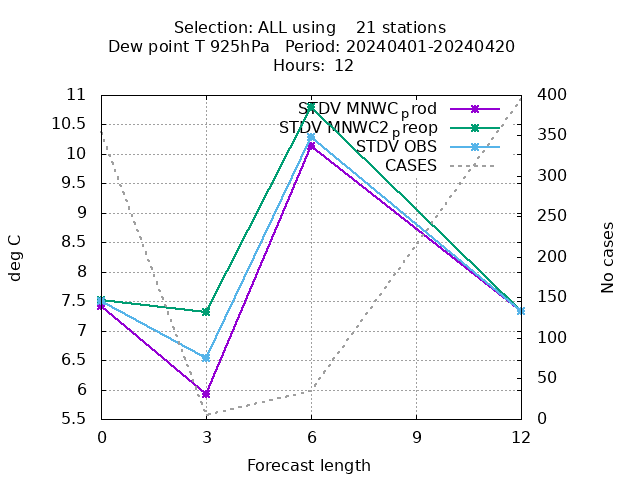 Selection: ALL using    21 stations
Dew point T 925hPa   Period: 20240401-20240420
Hours:  12
STDV MNWC_prod
STDV MNWC2_preop
STDV OBS
CASES
11
10.5
10
9.5
9
8.5
8
7.5
7
6.5
6
5.5
400
350
300
250
200
150
100
50
0
deg C
No cases
0 3 6 9 12
Forecast length